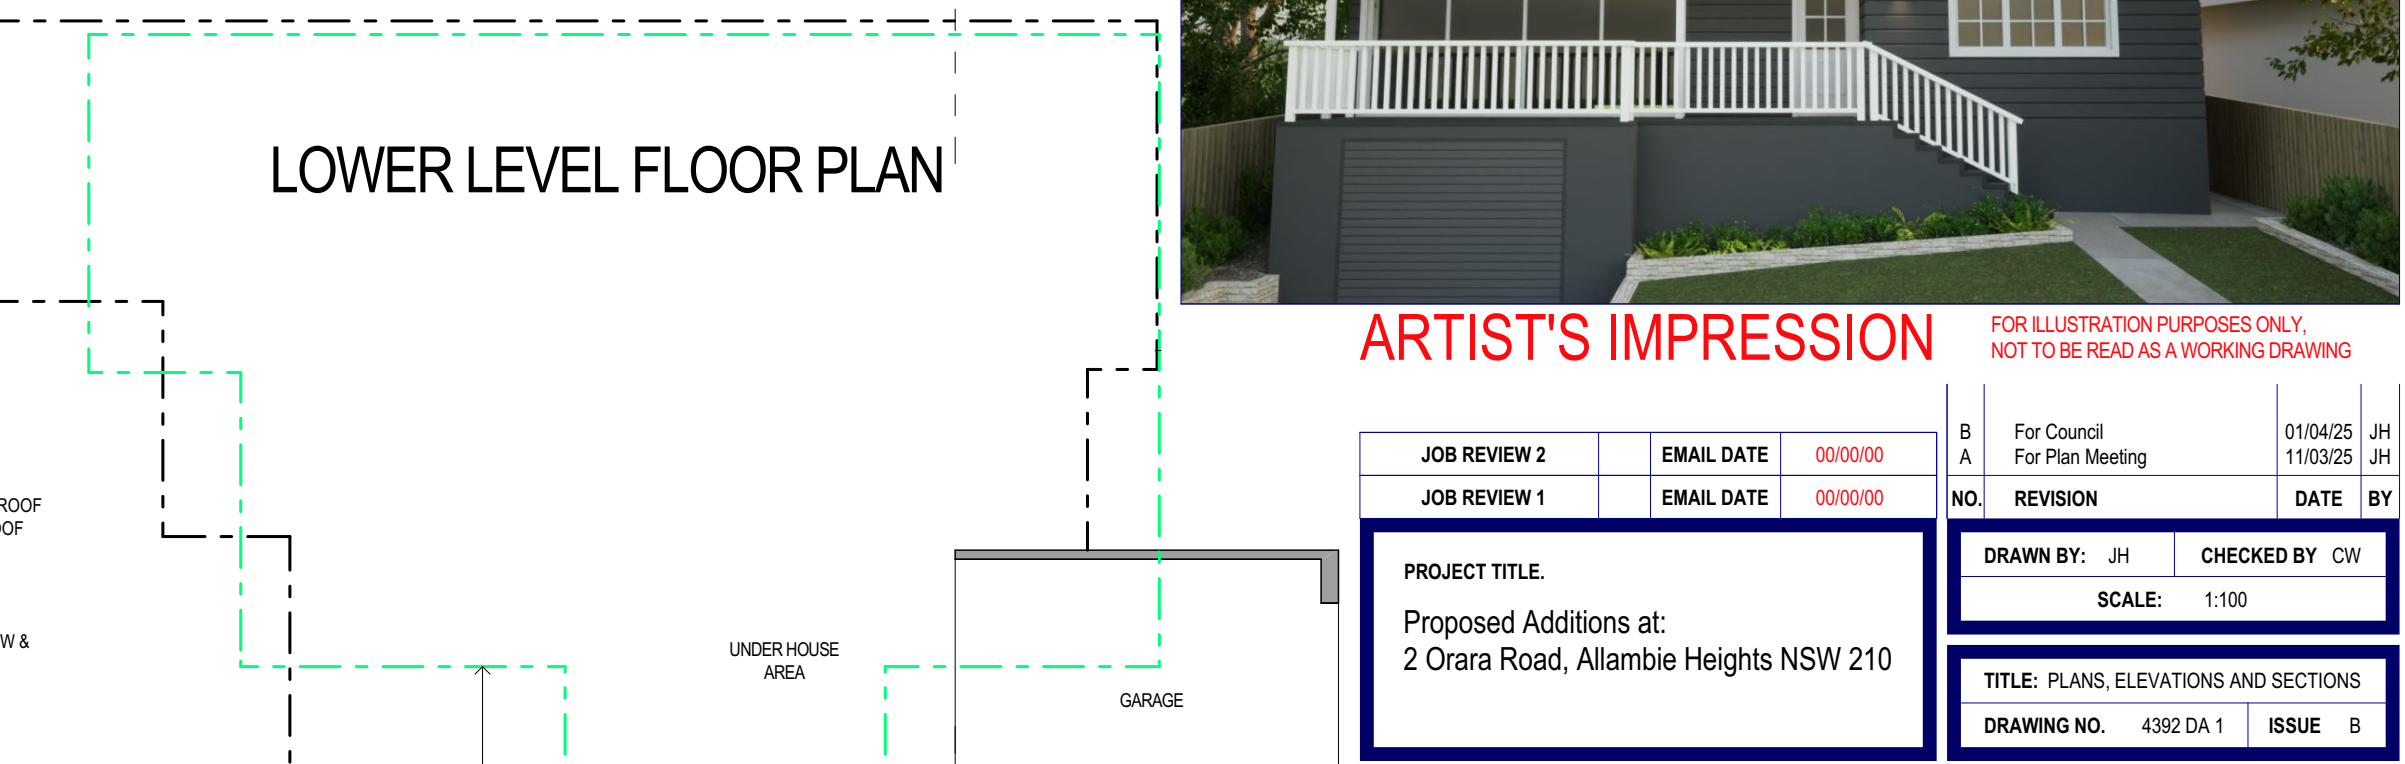 LOWER LEVEL FLOOR PLAN
ROOF
OOF
W &
UNDER HOUSE
AREA
GARAGE
ARTIST'S IMPRESSION
FOR ILLUSTRATION PURPOSES ONLY,
NOT TO BE READ AS A WORKING DRAWING
JOB REVIEW 2 EMAIL DATE 00/00/00
JOB REVIEW 1 EMAIL DATE 00/00/00
B For Council 01/04/25 JH
A For Plan Meeting 11/03/25 JH
NO. REVISION DATE BY
PROJECT TITLE.
Proposed Additions at:
2 Orara Road, Allambie Heights NSW 210
DRAWN BY: JH CHECKED BY CW
SCALE: 1:100
TITLE: PLANS, ELEVATIONS AND SECTIONS
DRAWING NO. 4392 DA 1 ISSUE B